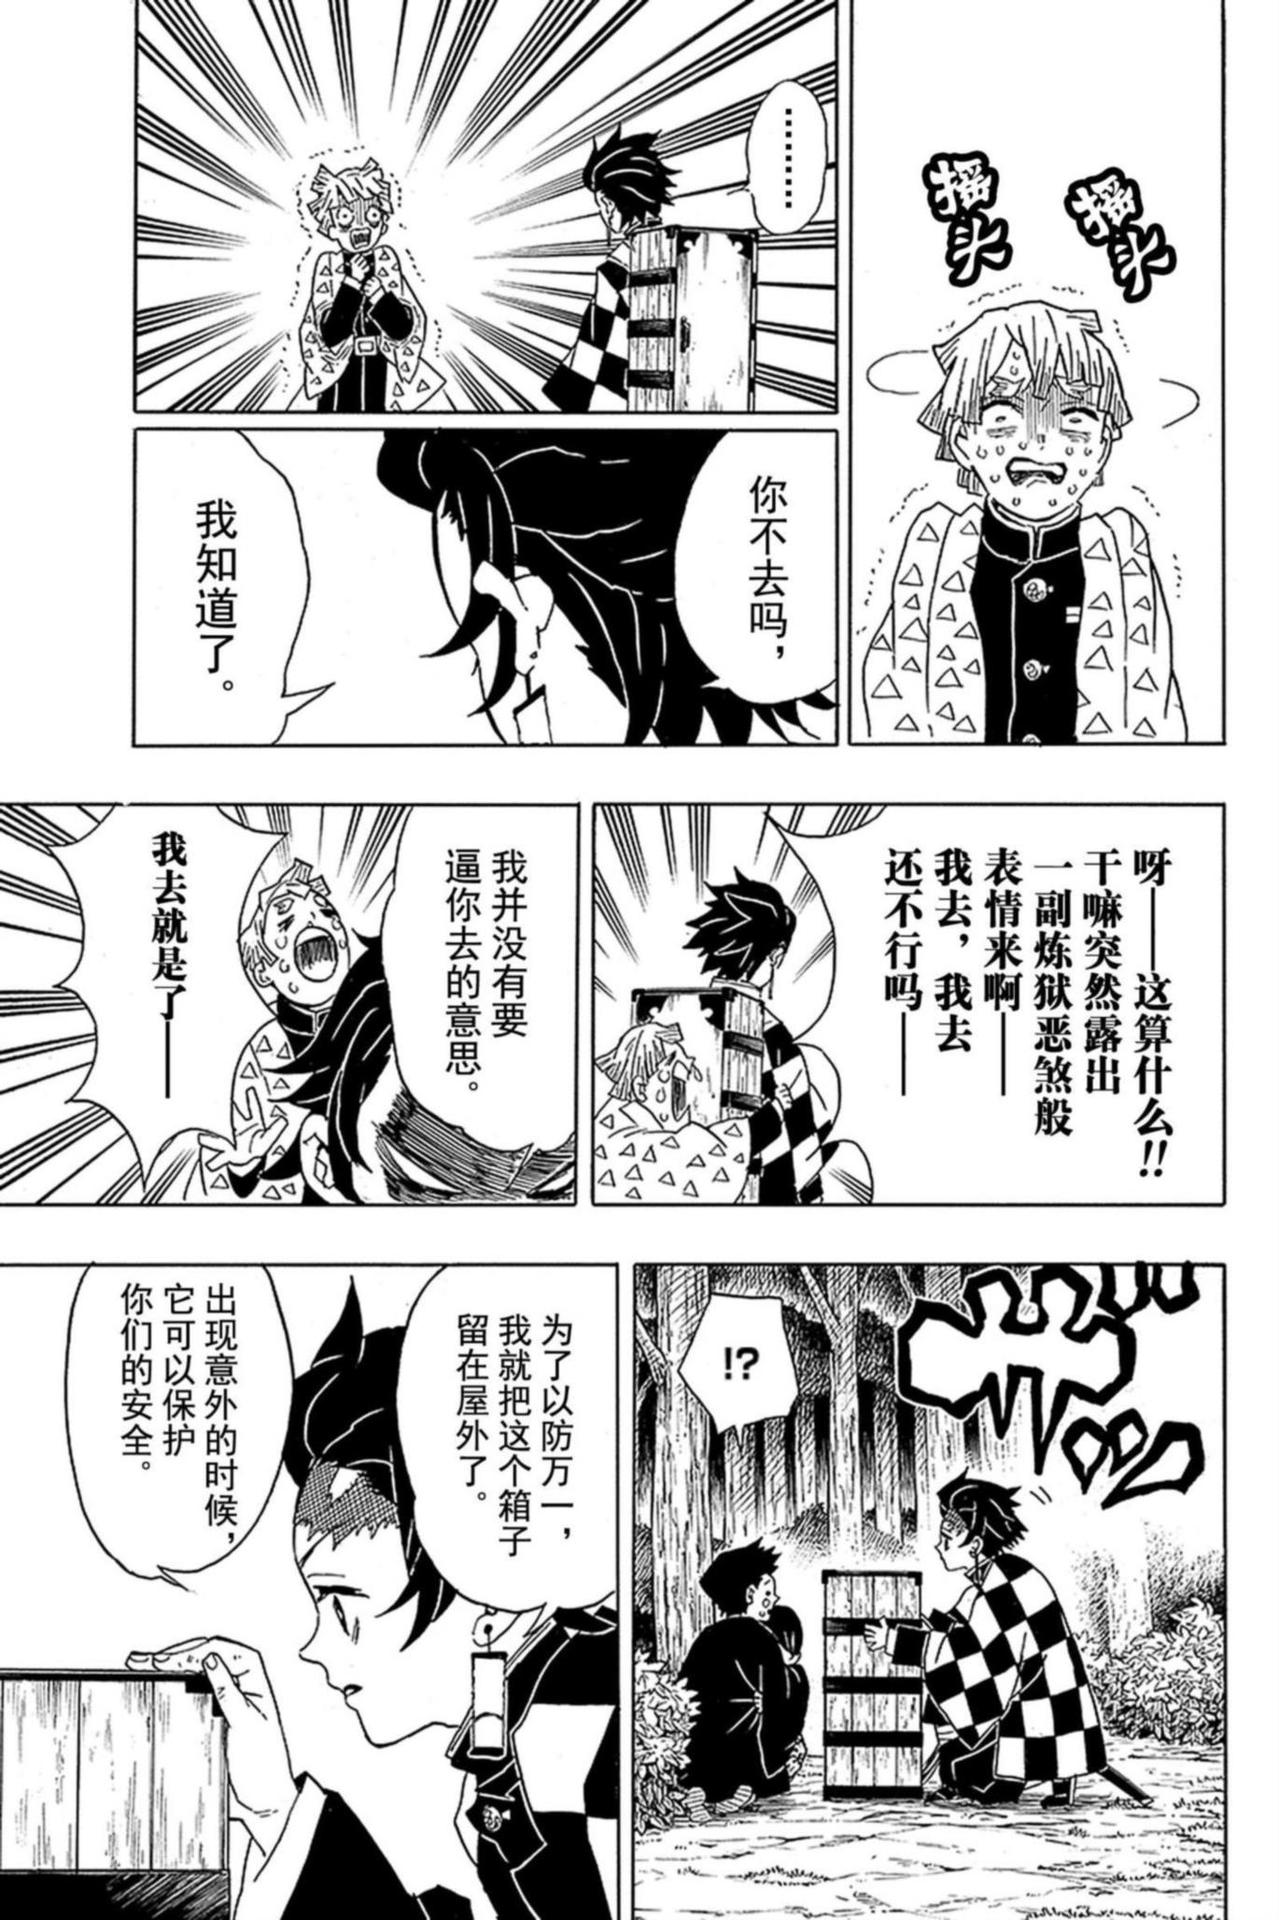 摇头
摇头
………
你不去吗，
我知道了。
呀——这算什么!!
干嘛突然露出
一副炼狱恶煞般
表情来啊——
我去，我去
还不行吗——
我并没有要
逼你去的意思。
我去就是了——
!?
为了以防万一，
我就把这个箱子
留在屋外了。
出现意外的时候，
它可以保护
你们的安全。